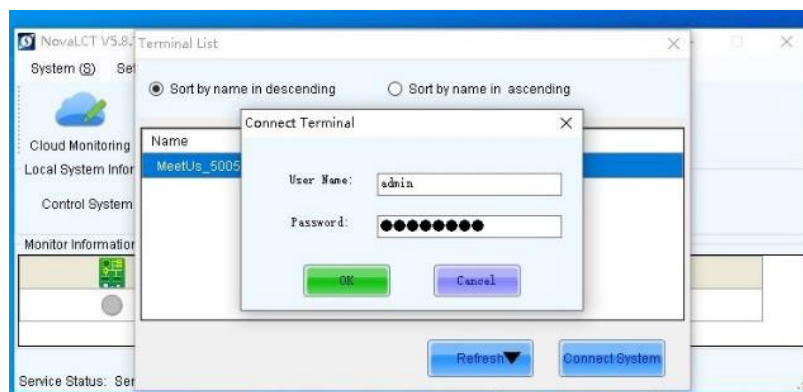 NovaLCT V5.8.
Terminal List
System (S) Set
Sort by name in descending
Sort by name in ascending
Connect Terminal
Cloud Monitoring
Name
Local System Infor
MeetUs_5005
User Name:
admin
Control System
Password:
Monitor Information
OK
Cancel
Refresh
Connect System
Service Status: Ser